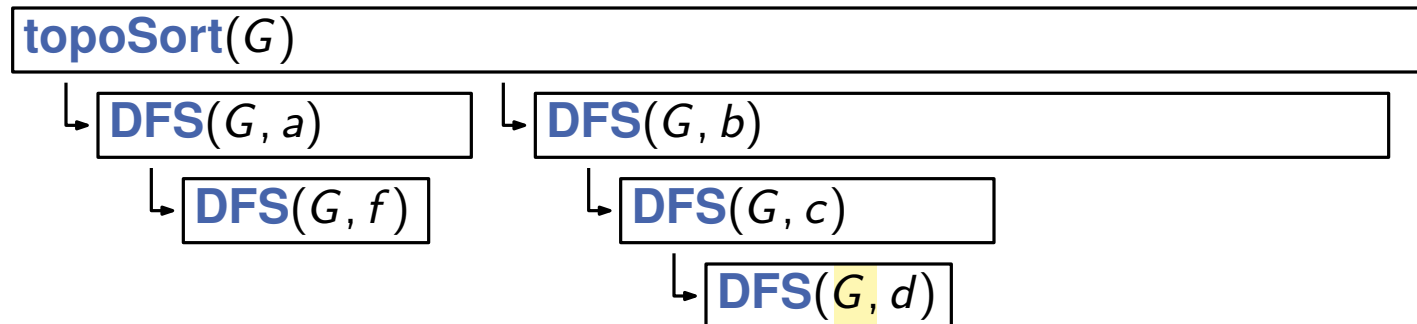 topoSort(G)
DFS(G, a) DFS(G, b)
DFS(G, f) DFS(G, c)
DFS(G, d)